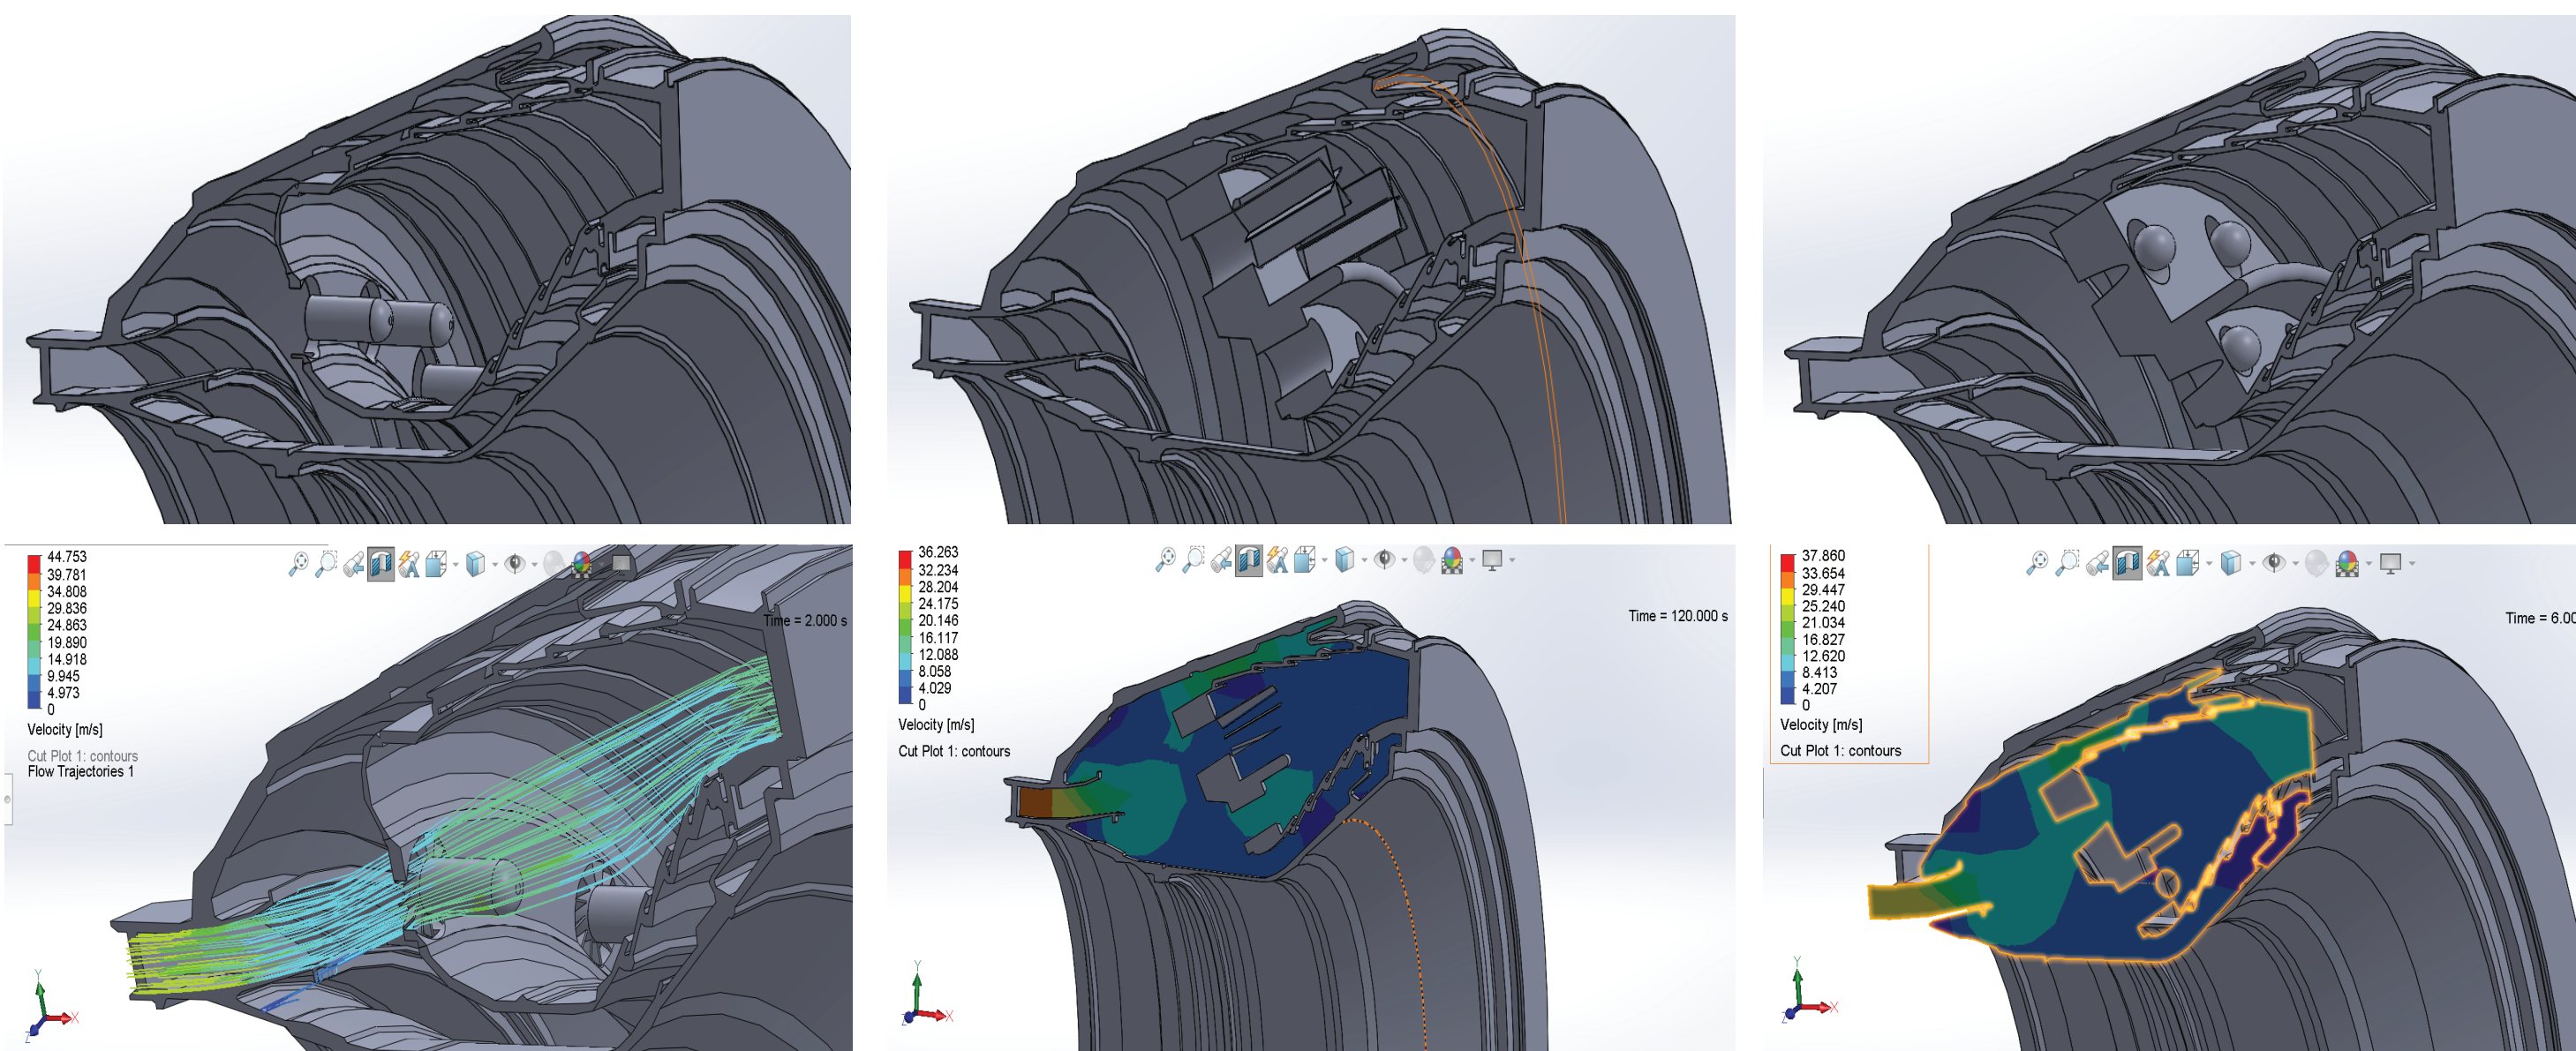 44.753
39.781
34.808
29.836
24.863
19.890
14.918
9.945
4.973
0
Velocity [m/s]
Cut Plot 1: contours
Flow Trajectories 1
Time = 2.000 s
Y
X
Z
36.263
32.234
28.204
24.175
20.146
16.117
12.088
8.058
4.029
0
Velocity [m/s]
Cut Plot 1: contours
Time = 120.000 s
Y
X
Z
37.860
33.654
29.447
25.240
21.034
16.827
12.620
8.413
4.207
0
Velocity [m/s]
Cut Plot 1: contours
Time = 6.00
Y
X
Z